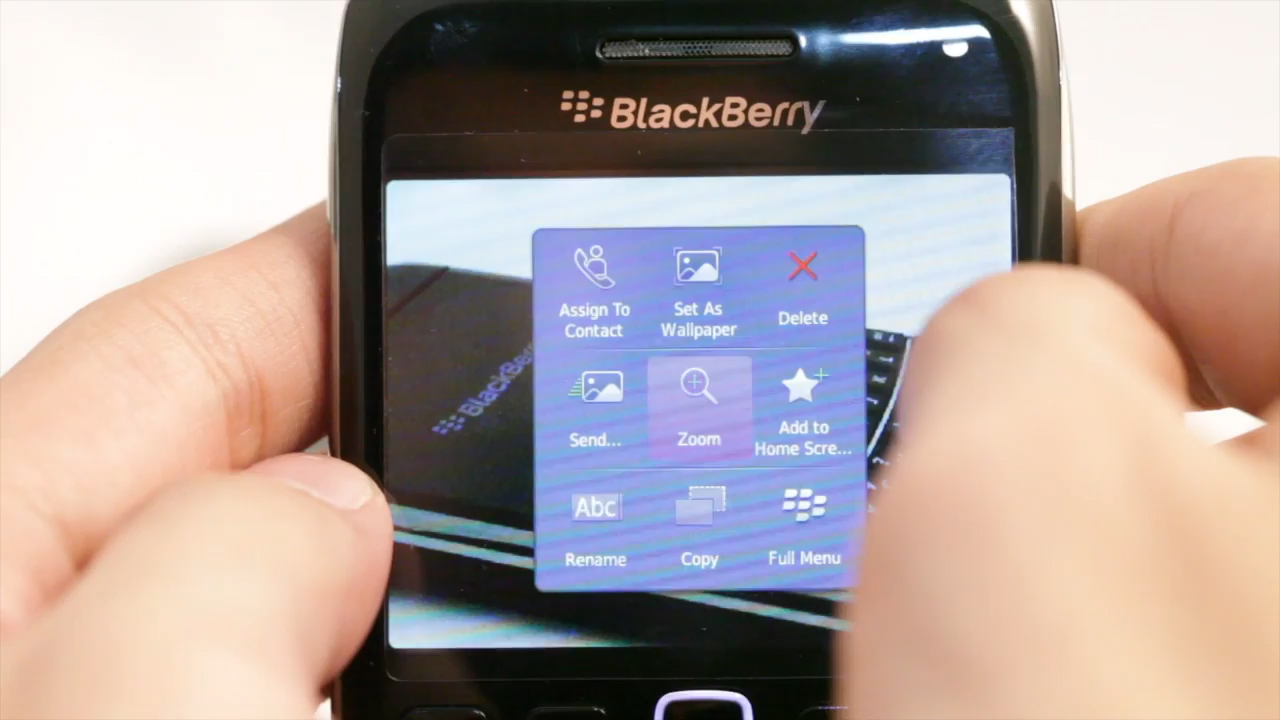 BlackBerry
Assign To
Contact
Set As
Wallpaper
Delete
BlackBe
Send...
Zoom
Add to
Home Scre...
Abc
Rename
Copy
Full Menu